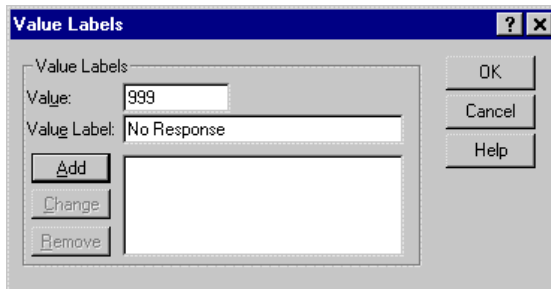 Value Labels
? x
Value Labels
OK
Value: 999
Cancel
Value Label: No Response
Help
Add
Change
Remove